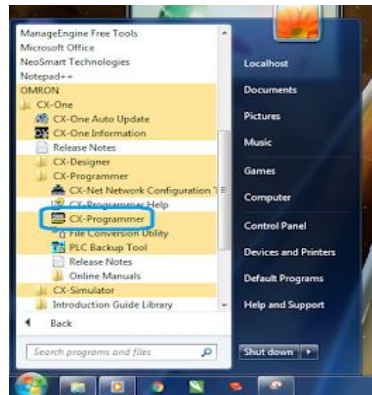 ManageEngine Free Tools
Microsoft Office
NeoSmart Technologies
Notepad++
OMRON
CX-One
CX-One Auto Update
CX-One Information
Release Notes
CX-Designer
CX-Programmer
CX-Net Network Configuration T
CX-Programmer Help
CX-Programmer
File Conversion Utility
PLC Backup Tool
Release Notes
Online Manuals
CX-Simulator
Introduction Guide Library
Back
Search programs and files
Localhost
Documents
Pictures
Music
Games
Computer
Control Panel
Devices and Printers
Default Programs
Help and Support
Shut down